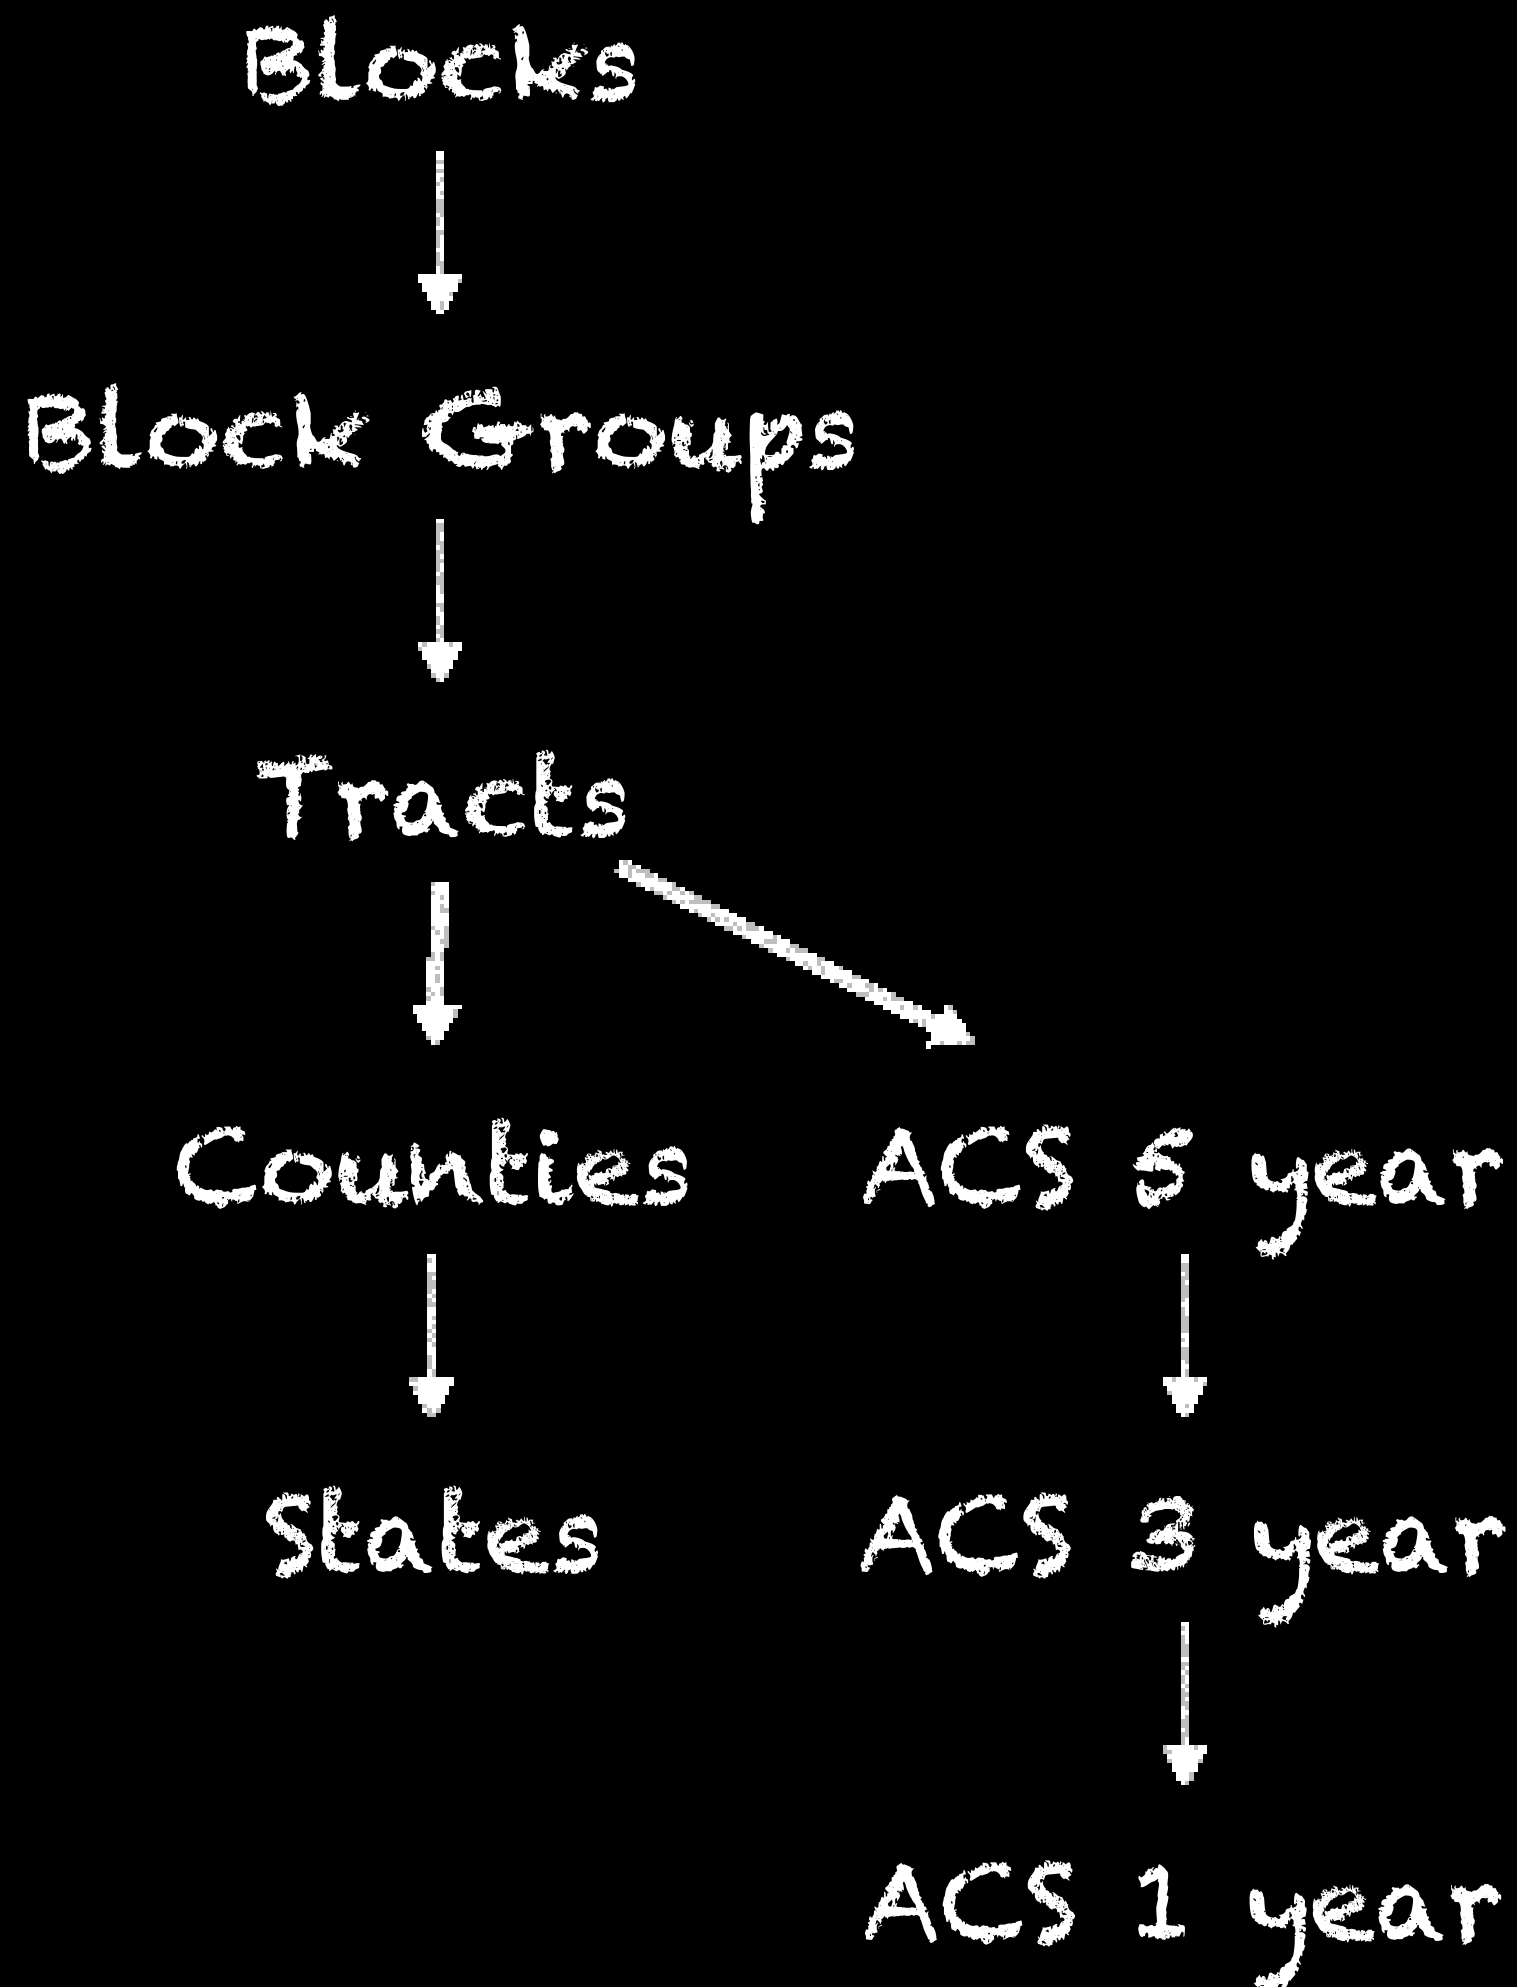 Blocks
Block Groups
Tracts
Counties
ACS 5 year
States
ACS 3 year
ACS 1 year